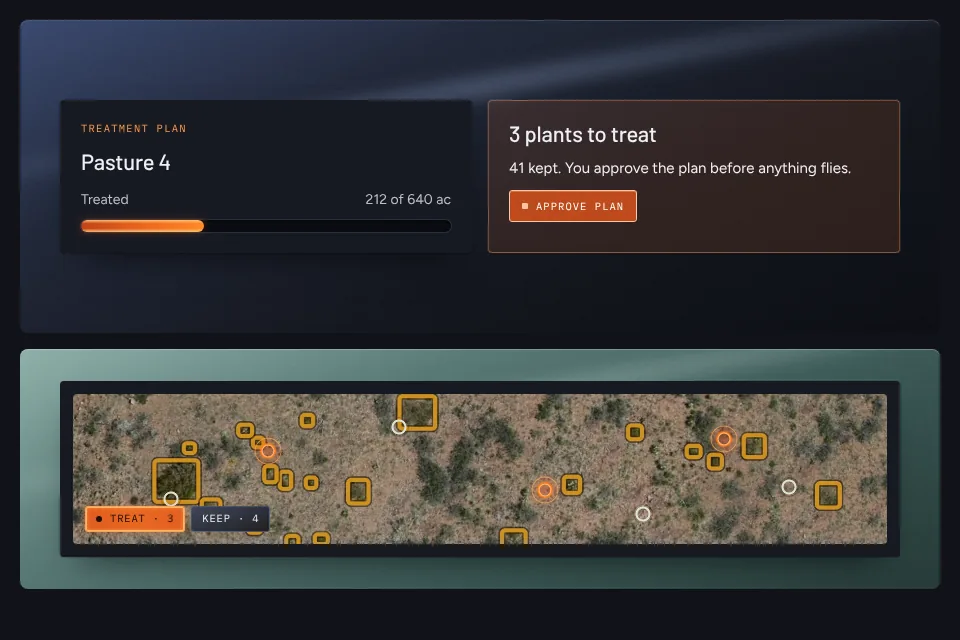 TREATMENT PLAN
Pasture 4
Treated 212 of 640 ac
3 plants to treat
41 kept. You approve the plan before anything flies.
APPROVE PLAN
TREAT · 3 KEEP · 4